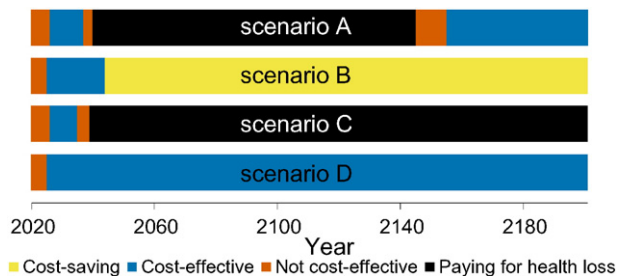 scenario A
scenario B
scenario C
scenario D
2020 2060 2100 2140 2180
Year
Cost-saving Cost-effective Not cost-effective Paying for health loss